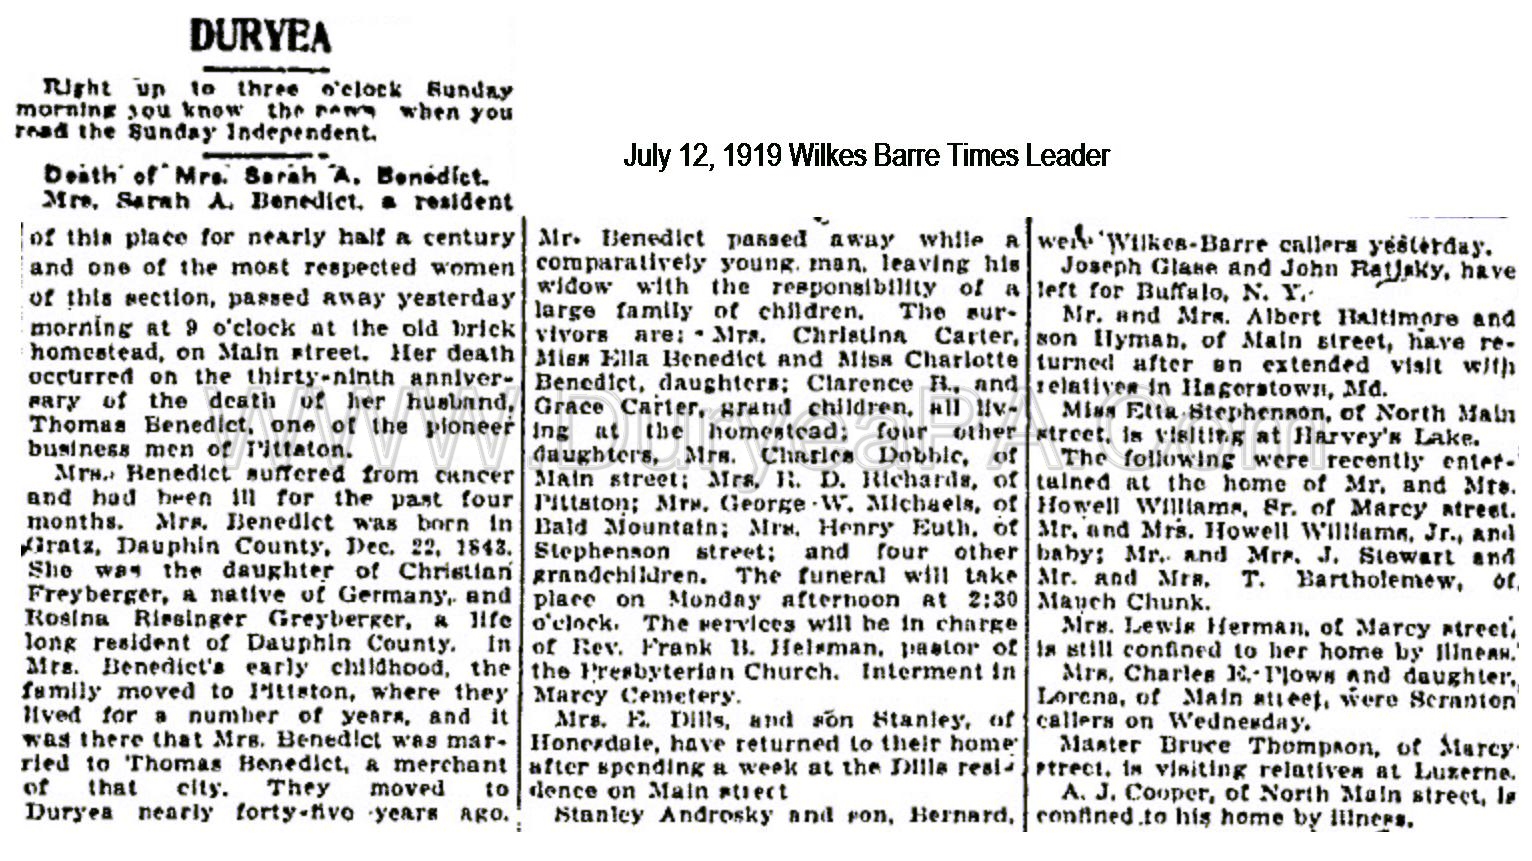 DURYEA
Right up to three o'clock Sunday
morning you know the news when you
read the Sunday Independent.
Death of Mrs. Sarah A. Benedict.
Mrs. Sarah A. Benedict, a resident
of this place for nearly half a century
and one of the most respected women
of this section, passed away yesterday
morning at 9 o'clock at the old brick
homestead, on Main street. Her death
occurred on the thirty-ninth anniver-
sary of the death of her husband,
Thomas Benedict, one of the pioneer
business men of Pittston.
Mrs. Benedict suffered from cancer
and had been ill for the past four
months. Mrs. Benedict was born in
Gratz, Dauphin County, Dec. 22, 1843.
She was the daughter of Christian
Freyberger, a native of Germany, and
Rosina Rissinger Greyberger, a life
long resident of Dauphin County. In
Mrs. Benedict's early childhood, the
family moved to Pittston, where they
lived for a number of years, and it
was there that Mrs. Benedict was mar-
ried to Thomas Benedict, a merchant
of that city. They moved to
Duryea nearly forty-five years ago.
July 12, 1919 Wilkes Barre Times Leader
Mr. Benedict passed away while a
comparatively young man, leaving his
widow with the responsibility of a
large family of children. The sur-
vivors are: Mrs. Christina Carter,
Miss Ella Benedict and Miss Charlotte
Benedict, daughters; Clarence B., and
Grace Carter, grand children, all liv-
ing at the homestead; four other
daughters, Mrs. Charles Dobbie, of
Main street; Mrs. R. D. Richards, of
Pittston; Mrs. George W. Michaels, of
Bald Mountain; Mrs. Henry Euth, of
Stephenson street; and four other
grandchildren. The funeral will take
place on Monday afternoon at 2:30
o'clock. The services will be in charge
of Rev. Frank B. Helsman, pastor of
the Presbyterian Church. Interment in
Marcy Cemetery.
Mrs. E. Dills, and son Stanley, of
Honesdale, have returned to their home
after spending a week at the Dills resi-
dence on Main street
Stanley Androsky and son, Bernard,
were Wilkes-Barre callers yesterday.
Joseph Glase and John Ratisky, have
left for Buffalo, N. Y.
Mr. and Mrs. Albert Baltimore and
son Hyman, of Main street, have re-
turned after an extended visit with
relatives in Hagerstown, Md.
Miss Etta Stephenson, of North Main
street, is visiting at Harvey's Lake.
The following were recently enter-
tained at the home of Mr. and Mrs.
Howell Williams, Sr. of Marcy street.
Mr. and Mrs. Howell Williams, Jr., and
baby; Mr. and Mrs. J. Stewart and
Mr. and Mrs. T. Bartholemew, of
Mauch Chunk.
Mrs. Lewis Herman, of Marcy street,
is still confined to her home by illness.
Mrs. Charles E. Plows and daughter,
Lorena, of Main street, were Scranton
callers on Wednesday.
Master Bruce Thompson, of Marcy
street, is visiting relatives at Luzerne.
A. J. Cooper, of North Main street, is
confined to his home by illness.
www.DuryeaPA.Com